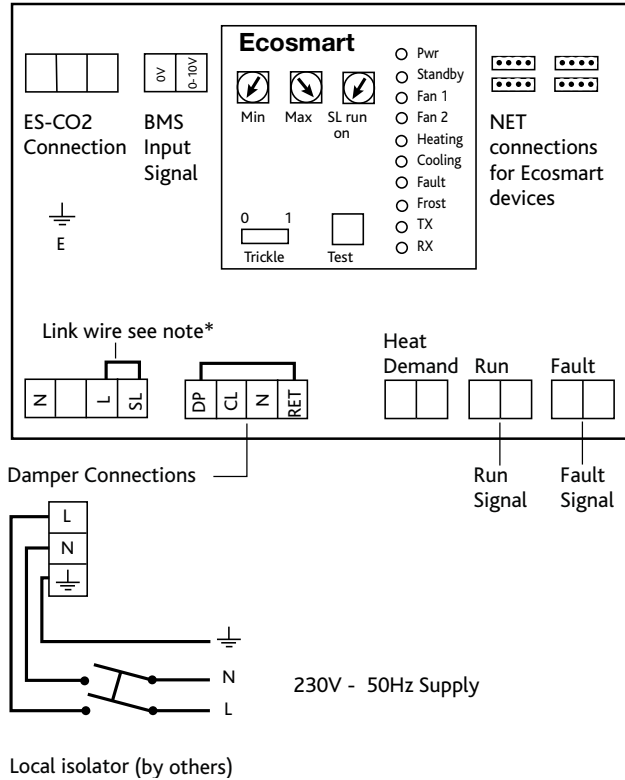 Ecosmart
Min
Max
SL run
on
0 1
Trickle
Test
Pwr
Standby
Fan 1
Fan 2
Heating
Cooling
Fault
Frost
TX
RX
ES-CO2
Connection
0V
0-10V
BMS
Input
Signal
E
NET
connections
for Ecosmart
devices
Link wire see note*
N
L
SL
DP
CL
N
RET
Heat
Demand
Run
Fault
Damper Connections
Run
Signal
Fault
Signal
L
N
N
L
230V - 50Hz Supply
Local isolator (by others)